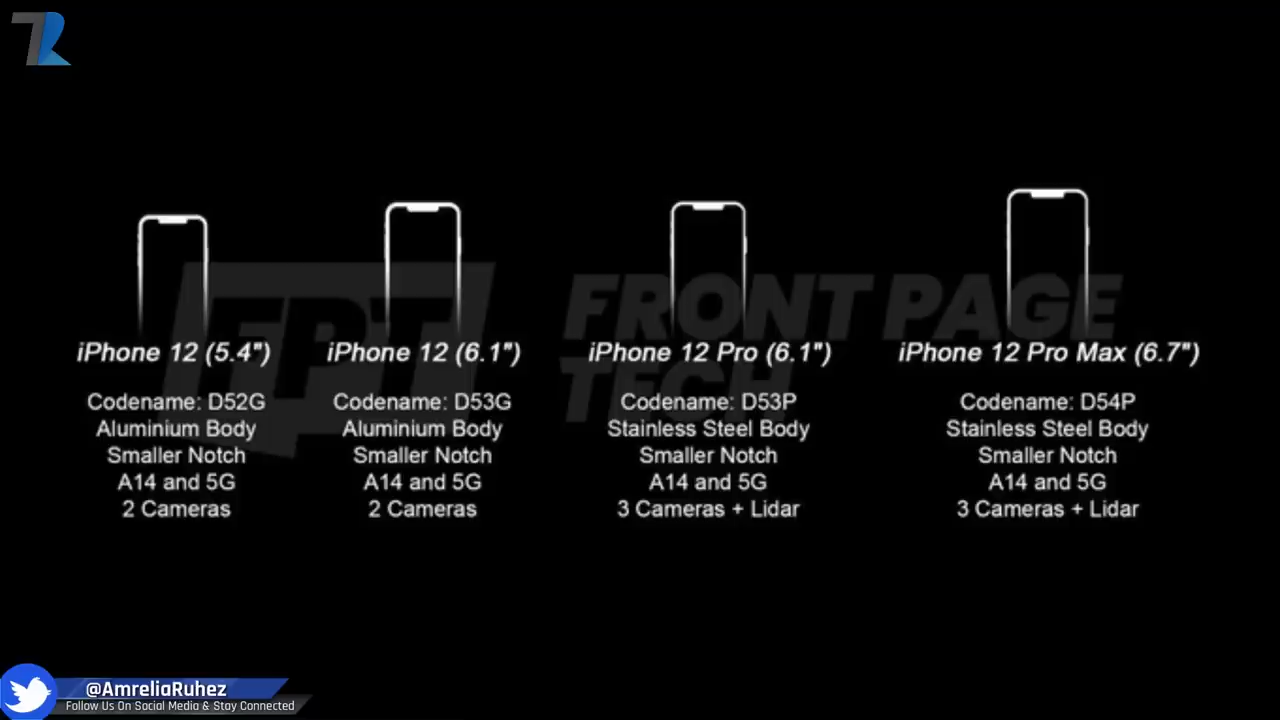 iPhone 12 (5.4")
Codename: D52G
Aluminium Body
Smaller Notch
A14 and 5G
2 Cameras
iPhone 12 (6.1")
Codename: D53G
Aluminium Body
Smaller Notch
A14 and 5G
2 Cameras
iPhone 12 Pro (6.1")
Codename: D53P
Stainless Steel Body
Smaller Notch
A14 and 5G
3 Cameras + Lidar
iPhone 12 Pro Max (6.7")
Codename: D54P
Stainless Steel Body
Smaller Notch
A14 and 5G
3 Cameras + Lidar
FPT
FRONT PAGE
TECH
@AmreliaRuhez
Follow Us On Social Media & Stay Connected